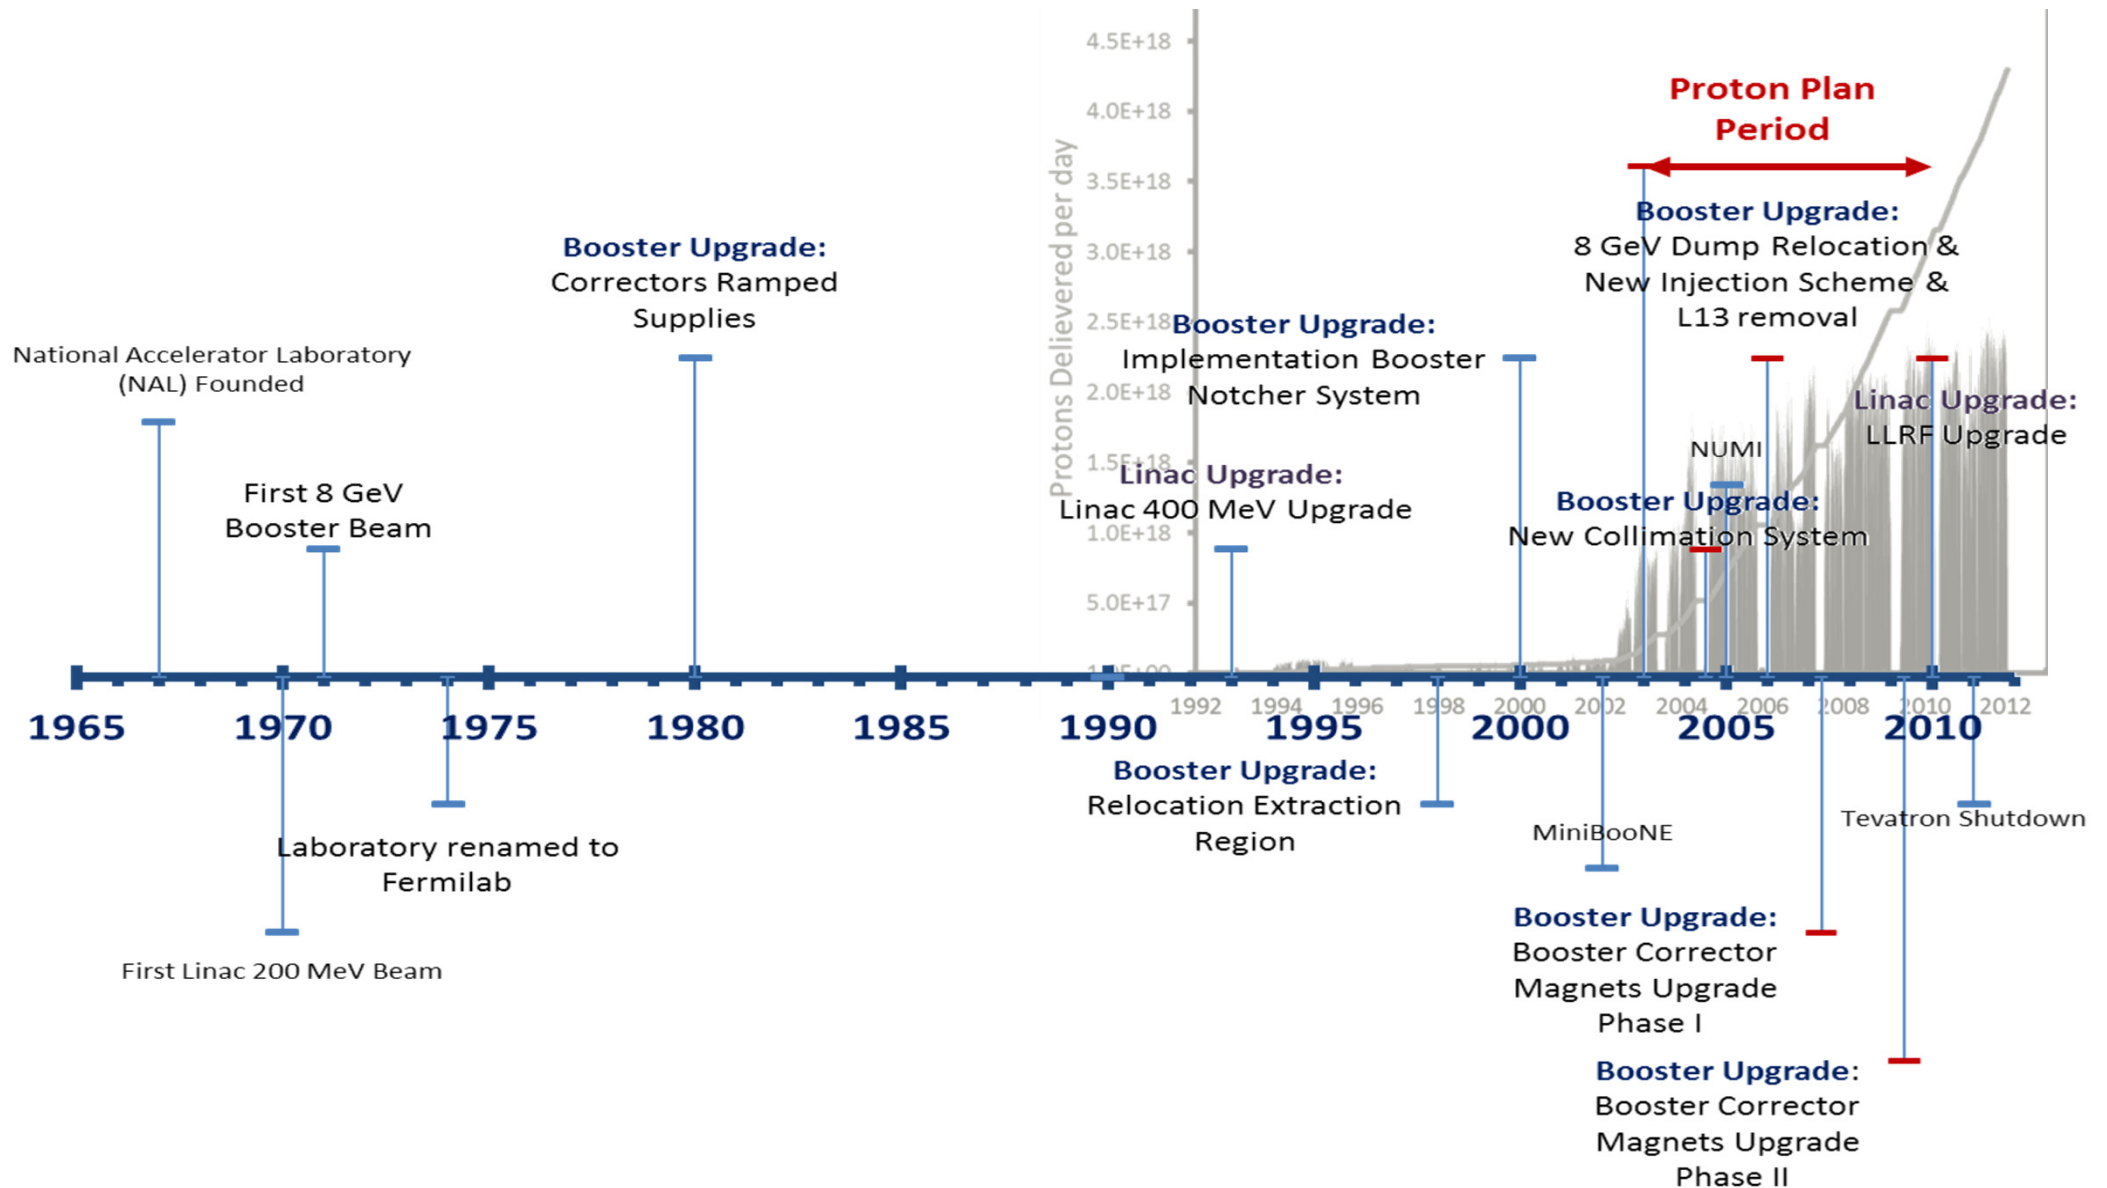 4.5E+18
4.0E+18
3.5E+18
3.0E+18
2.5E+18
2.0E+18
1.5E+18
1.0E+18
5.0E+17
Protons Delievered per day
Proton Plan
Period
Booster Upgrade:
8 GeV Dump Relocation &
New Injection Scheme &
L13 removal
Booster Upgrade:
Correctors Ramped
Supplies
National Accelerator Laboratory
(NAL) Founded
First 8 GeV
Booster Beam
Booster Upgrade:
Implementation Booster
Notcher System
Linac Upgrade:
Linac 400 MeV Upgrade
Linac Upgrade:
LLRF Upgrade
NUMI
Booster Upgrade:
New Collimation System
1992 1994 1996 1998 2000 2002 2004 2006 2008 2010 2012
1965 1970 1975 1980 1985 1990 1995 2000 2005 2010
Laboratory renamed to
Fermilab
First Linac 200 MeV Beam
Booster Upgrade:
Relocation Extraction
Region
MiniBooNE
Tevatron Shutdown
Booster Upgrade:
Booster Corrector
Magnets Upgrade
Phase I
Booster Upgrade:
Booster Corrector
Magnets Upgrade
Phase II